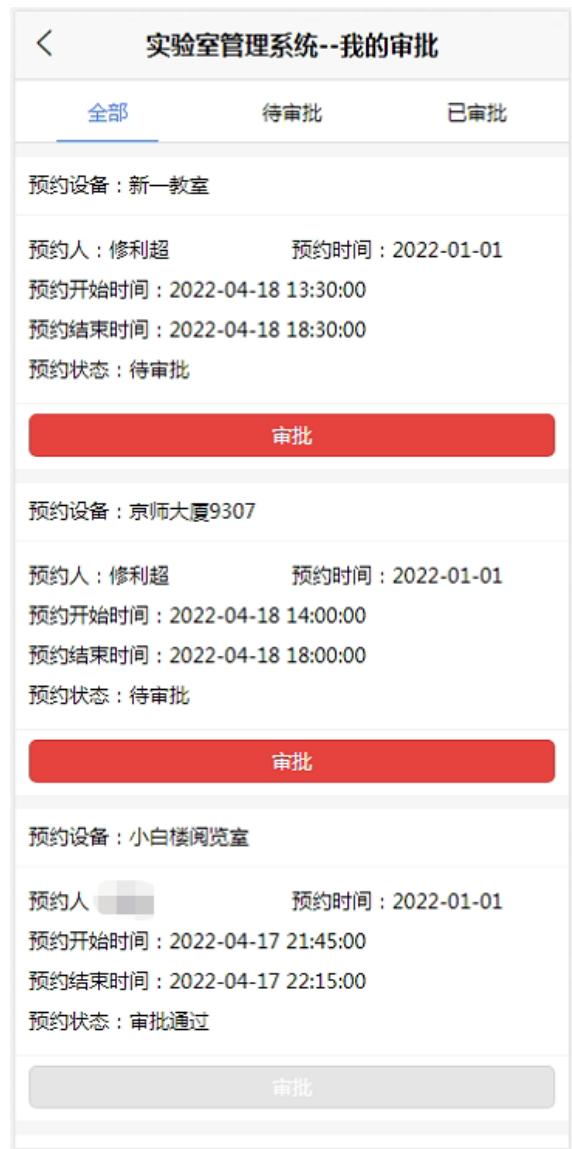 实验室管理系统--我的审批
全部 待审批 已审批
预约设备：新一教室
预约人：修利超 预约时间：2022-01-01
预约开始时间：2022-04-18 13:30:00
预约结束时间：2022-04-18 18:30:00
预约状态：待审批
审批
预约设备：京师大厦9307
预约人：修利超 预约时间：2022-01-01
预约开始时间：2022-04-18 14:00:00
预约结束时间：2022-04-18 18:00:00
预约状态：待审批
审批
预约设备：小白楼阅览室
预约人 预约时间：2022-01-01
预约开始时间：2022-04-17 21:45:00
预约结束时间：2022-04-17 22:15:00
预约状态：审批通过
审批